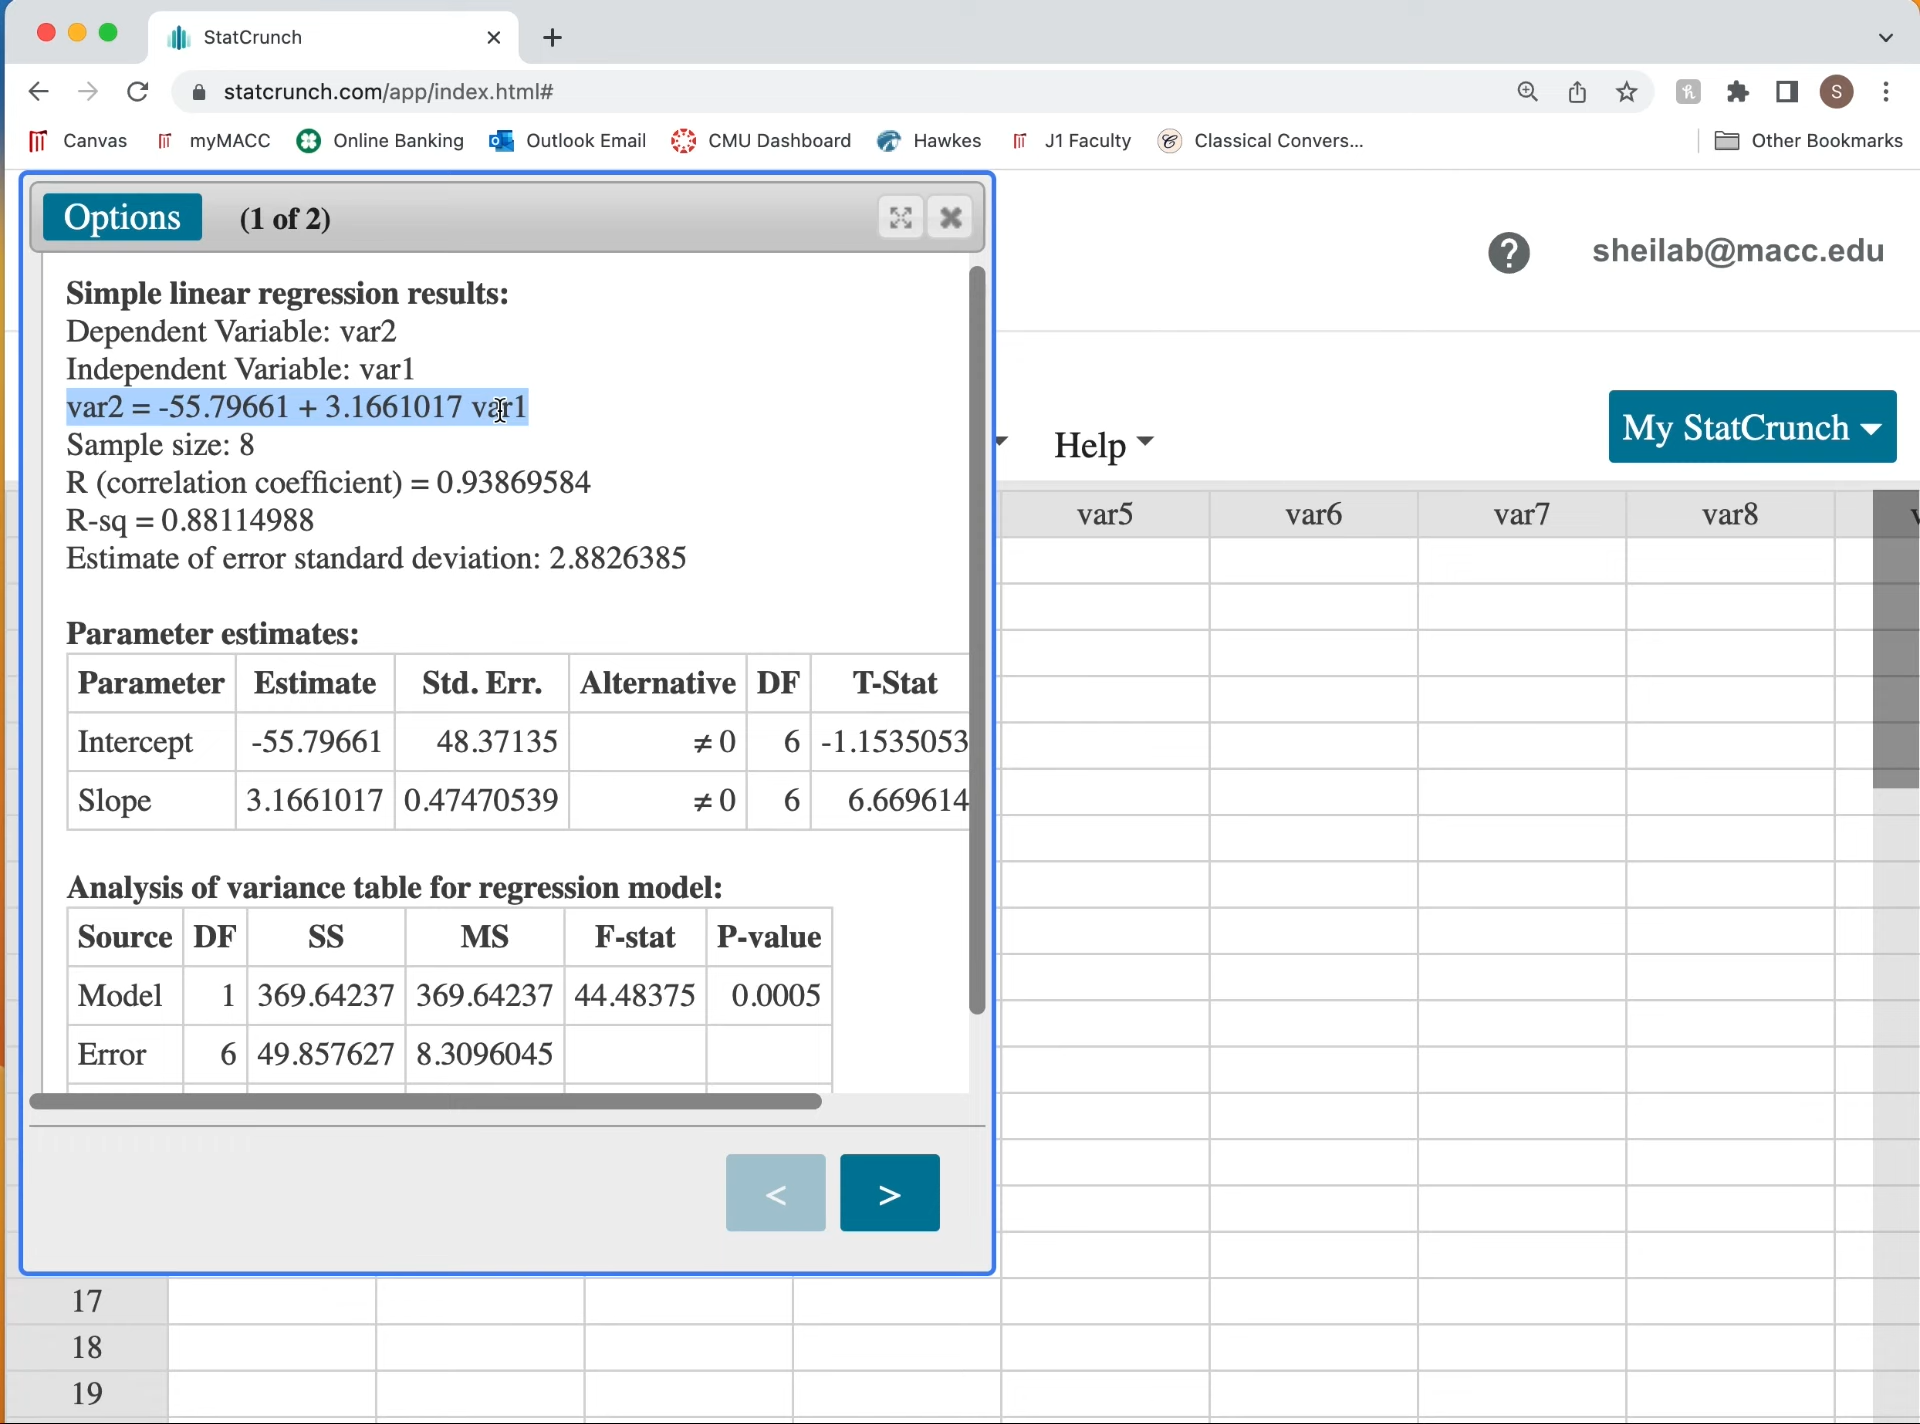 StatCrunch
statcrunch.com/app/index.html#
S
Canvas myMACC Online Banking Outlook Email CMU Dashboard Hawkes J1 Faculty Classical Convers... Other Bookmarks
Options (1 of 2)
? sheilab@macc.edu
Simple linear regression results:
Dependent Variable: var2
Independent Variable: var1
var2 = -55.79661 + 3.1661017 var1
Sample size: 8
R (correlation coefficient) = 0.93869584
R-sq = 0.88114988
Estimate of error standard deviation: 2.8826385
Help
My StatCrunch
var5 var6 var7 var8
Parameter estimates:
Parameter Estimate Std. Err. Alternative DF T-Stat
Intercept -55.79661 48.37135 ≠ 0 6 -1.1535053
Slope 3.1661017 0.47470539 ≠ 0 6 6.669614
Analysis of variance table for regression model:
Source DF SS MS F-stat P-value
Model 1 369.64237 369.64237 44.48375 0.0005
Error 6 49.857627 8.3096045
< >
17
18
19